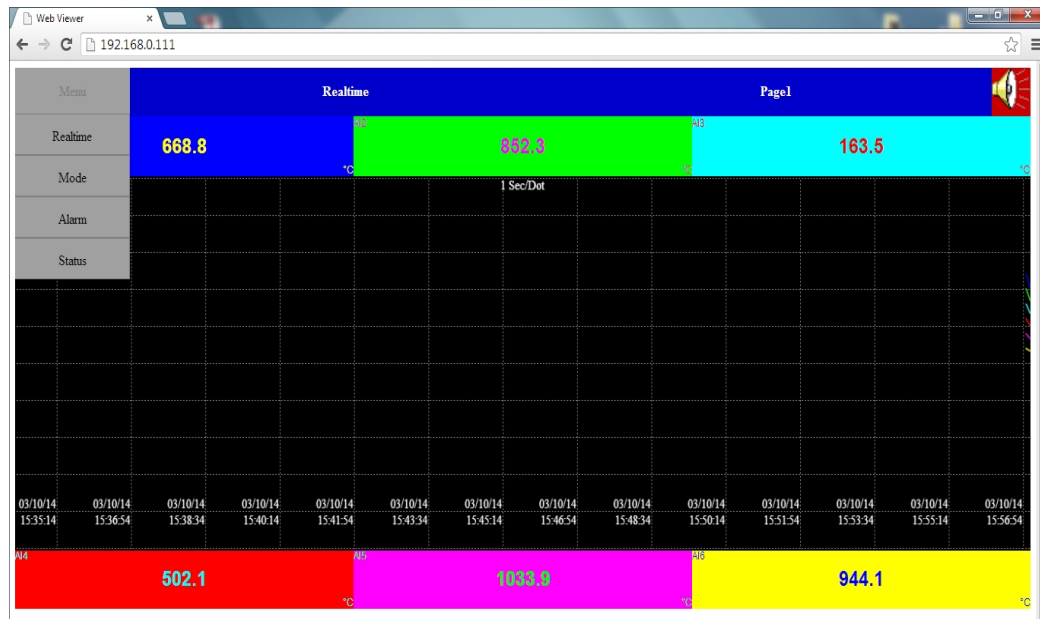 Web Viewer
192.168.0.111
Menu
Realtime
Page1
Realtime
Mode
Alarm
Status
668.8
°C
AI2
852.3
°C
AI3
163.5
°C
1 Sec/Dot
03/10/14 03/10/14 03/10/14 03/10/14 03/10/14 03/10/14 03/10/14 03/10/14 03/10/14 03/10/14 03/10/14 03/10/14 03/10/14 03/10/14
15:35:14 15:36:54 15:38:34 15:40:14 15:41:54 15:43:34 15:45:14 15:46:54 15:48:34 15:50:14 15:51:54 15:53:34 15:55:14 15:56:54
AI4
502.1
°C
AI5
1033.9
°C
AI6
944.1
°C